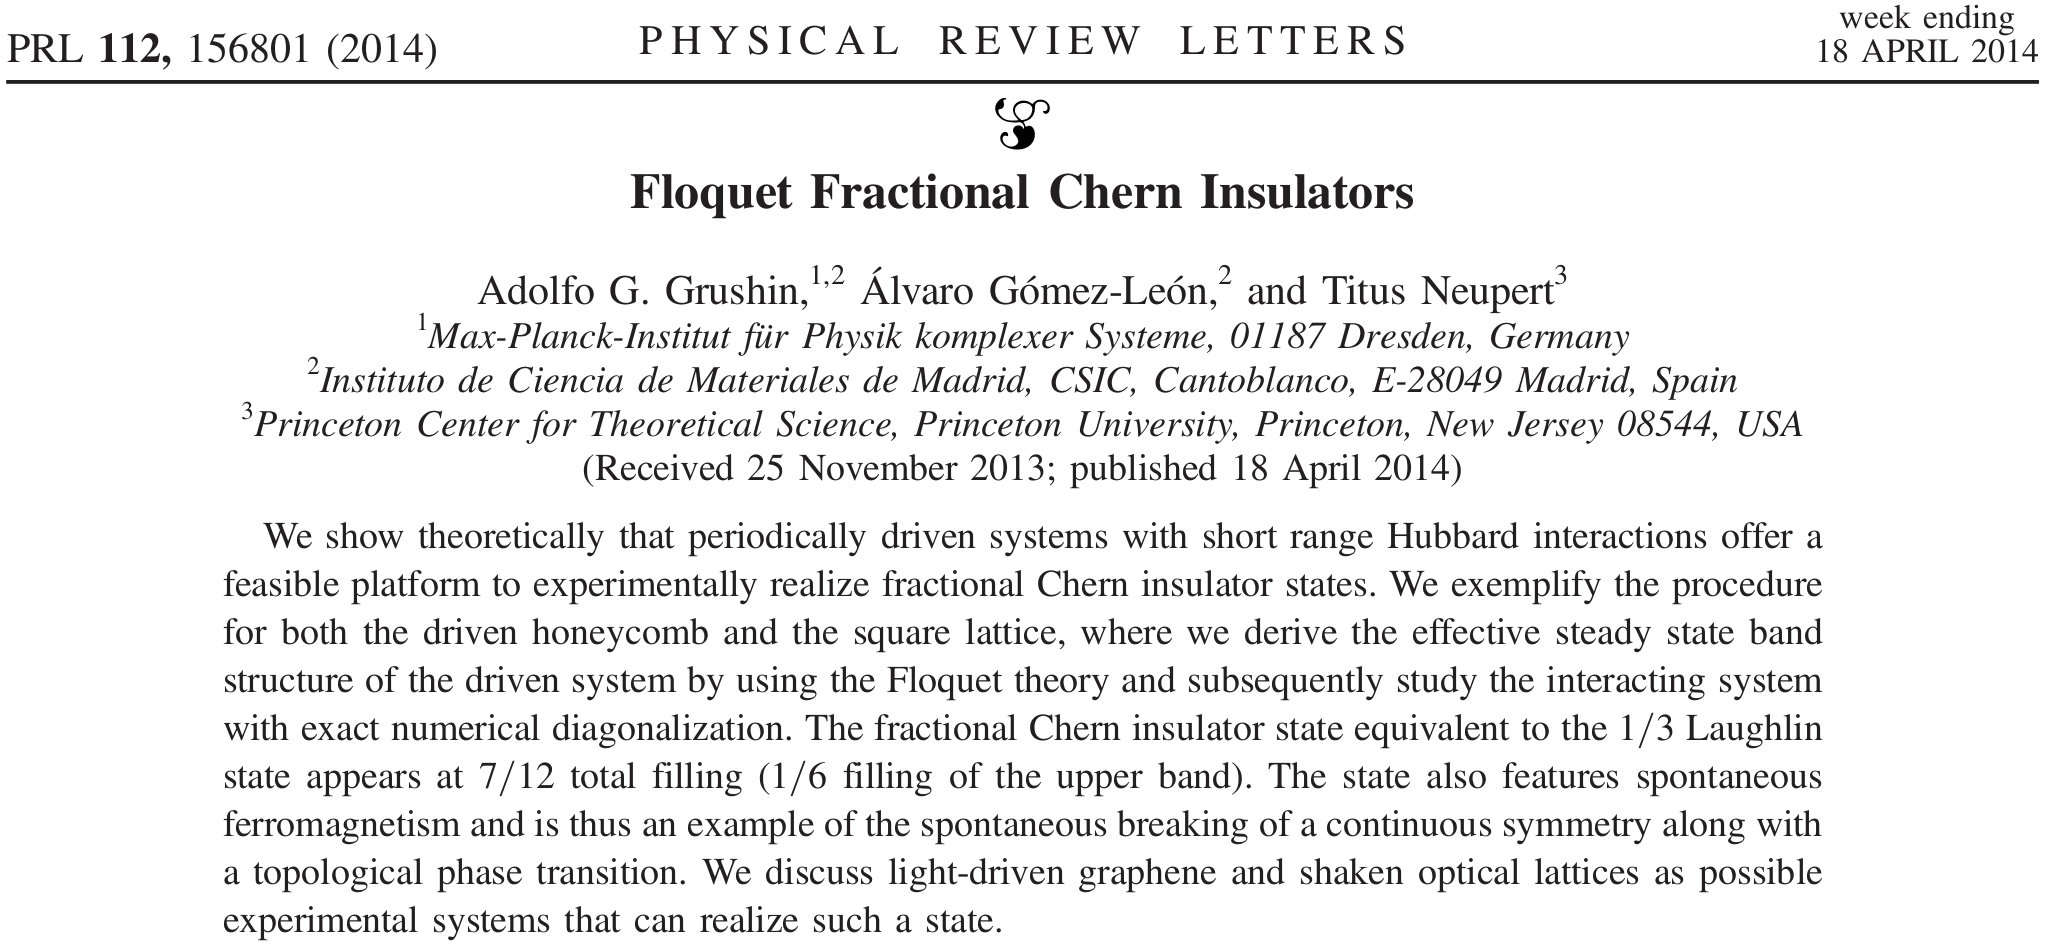 PRL 112, 156801 (2014)
PHYSICAL REVIEW LETTERS
week ending
18 APRIL 2014
Floquet Fractional Chern Insulators
Adolfo G. Grushin,1,2 Álvaro Gómez-León,2 and Titus Neupert3
1Max-Planck-Institut für Physik komplexer Systeme, 01187 Dresden, Germany
2Instituto de Ciencia de Materiales de Madrid, CSIC, Cantoblanco, E-28049 Madrid, Spain
3Princeton Center for Theoretical Science, Princeton University, Princeton, New Jersey 08544, USA
(Received 25 November 2013; published 18 April 2014)
We show theoretically that periodically driven systems with short range Hubbard interactions offer a
feasible platform to experimentally realize fractional Chern insulator states. We exemplify the procedure
for both the driven honeycomb and the square lattice, where we derive the effective steady state band
structure of the driven system by using the Floquet theory and subsequently study the interacting system
with exact numerical diagonalization. The fractional Chern insulator state equivalent to the 1/3 Laughlin
state appears at 7/12 total filling (1/6 filling of the upper band). The state also features spontaneous
ferromagnetism and is thus an example of the spontaneous breaking of a continuous symmetry along with
a topological phase transition. We discuss light-driven graphene and shaken optical lattices as possible
experimental systems that can realize such a state.